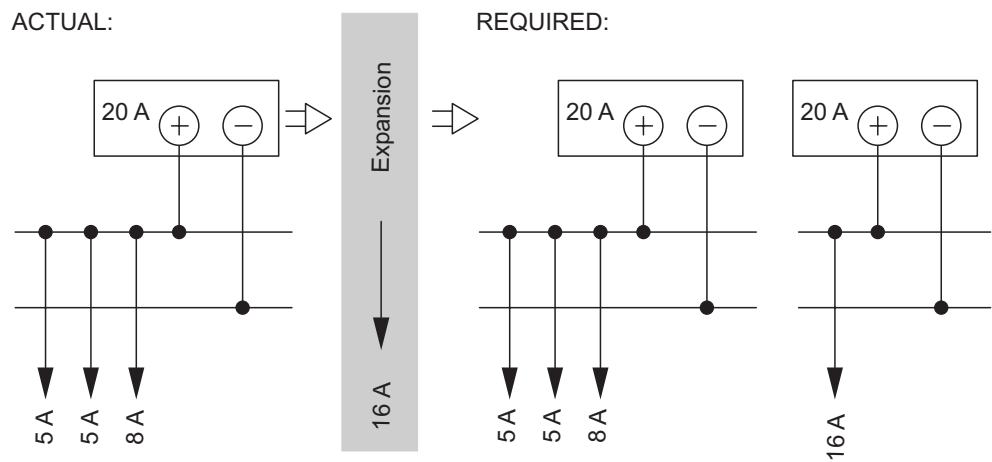 ACTUAL:
20 A
+
−
5 A
5 A
8 A
Expansion
16 A
REQUIRED:
20 A
+
−
5 A
5 A
8 A
20 A
+
−
16 A